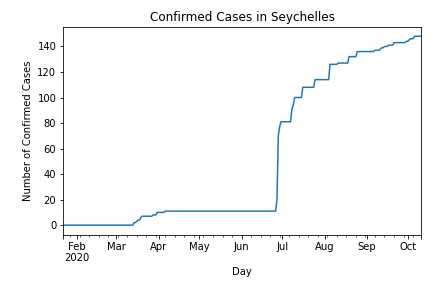 Confirmed Cases in Seychelles
Number of Confirmed Cases
140
120
100
80
60
40
20
0
Feb Mar Apr May Jun Jul Aug Sep Oct
2020
Day